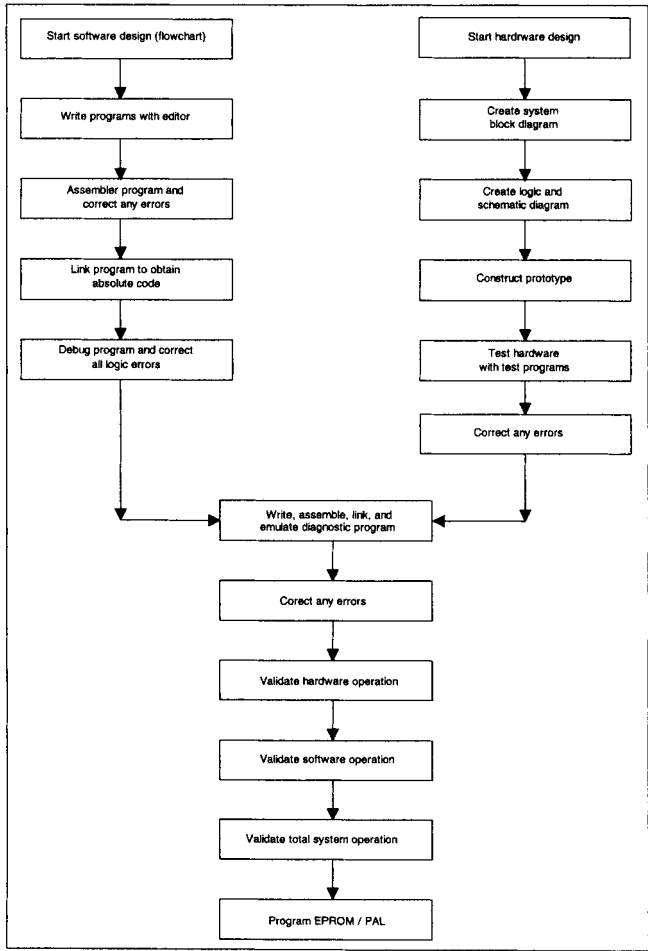 Start software design (flowchart)
Write programs with editor
Assembler program and
correct any errors
Link program to obtain
absolute code
Debug program and correct
all logic errors
Start hardrware design
Create system
block diagram
Create logic and
schematic diagram
Construct prototype
Test hardware
with test programs
Correct any errors
Write, assemble, link, and
emulate diagnostic program
Corect any errors
Validate hardware operation
Validate software operation
Validate total system operation
Program EPROM / PAL